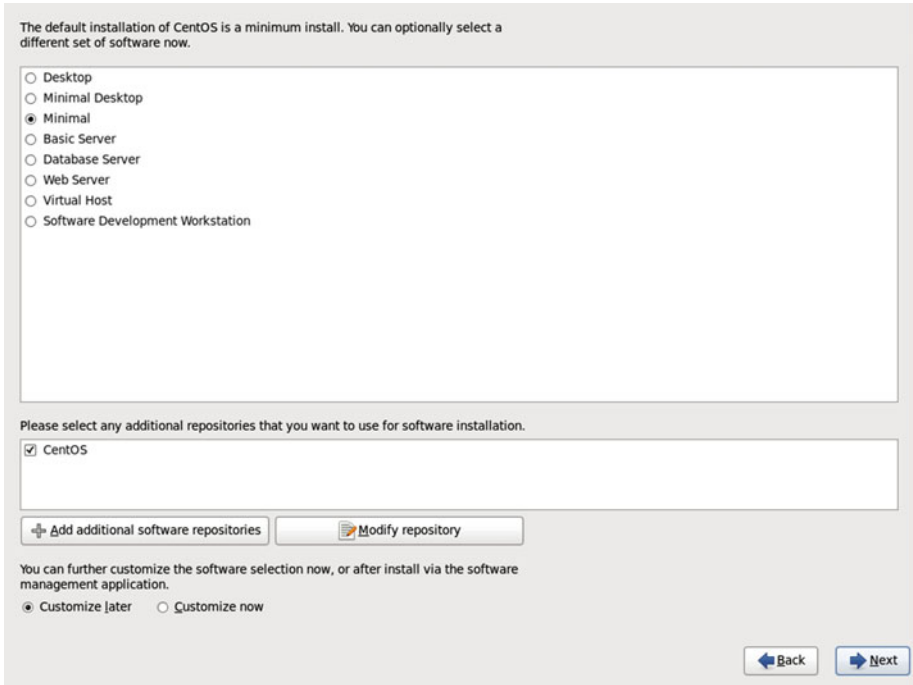 The default installation of CentOS is a minimum install. You can optionally select a
different set of software now.
Desktop
Minimal Desktop
Minimal
Basic Server
Database Server
Web Server
Virtual Host
Software Development Workstation
Please select any additional repositories that you want to use for software installation.
CentOS
Add additional software repositories
Modify repository
You can further customize the software selection now, or after install via the software
management application.
Customize later
Customize now
Back
Next